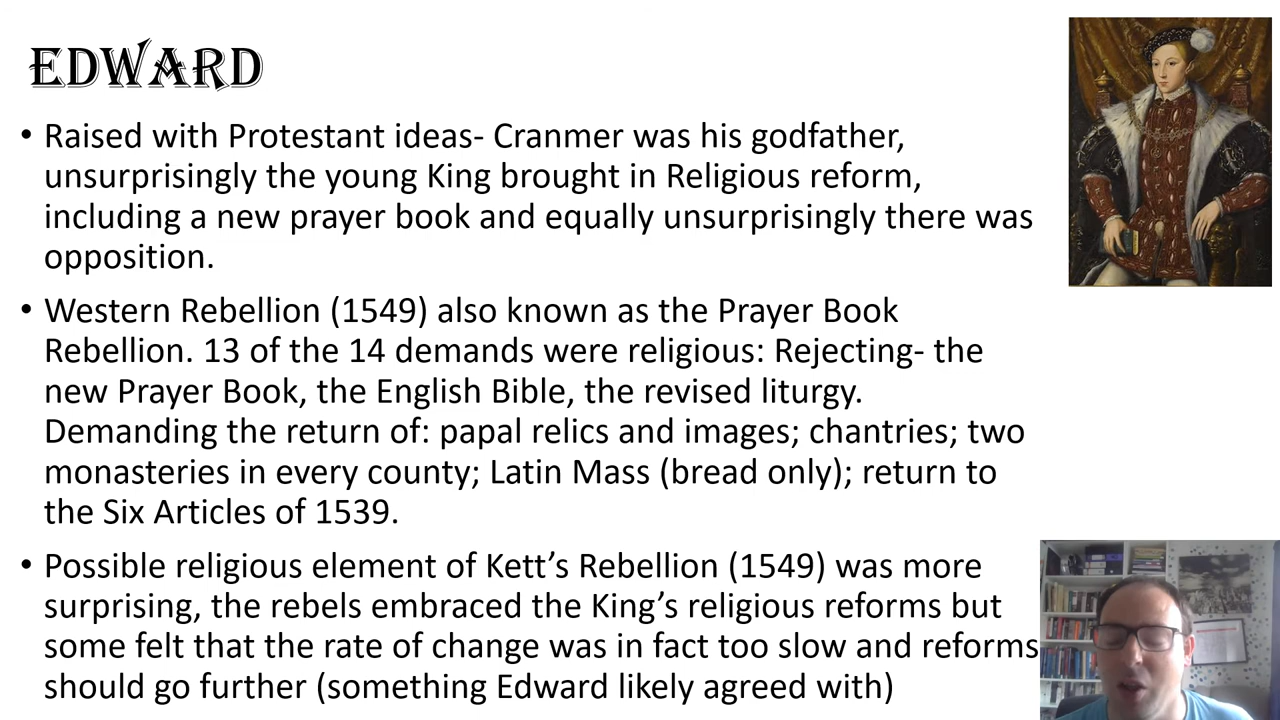 EDWARD
• Raised with Protestant ideas- Cranmer was his godfather,
unsurprisingly the young King brought in Religious reform,
including a new prayer book and equally unsurprisingly there was
opposition.
• Western Rebellion (1549) also known as the Prayer Book
Rebellion. 13 of the 14 demands were religious: Rejecting- the
new Prayer Book, the English Bible, the revised liturgy.
Demanding the return of: papal relics and images; chantries; two
monasteries in every county; Latin Mass (bread only); return to
the Six Articles of 1539.
• Possible religious element of Kett’s Rebellion (1549) was more
surprising, the rebels embraced the King’s religious reforms but
some felt that the rate of change was in fact too slow and reforms
should go further (something Edward likely agreed with)